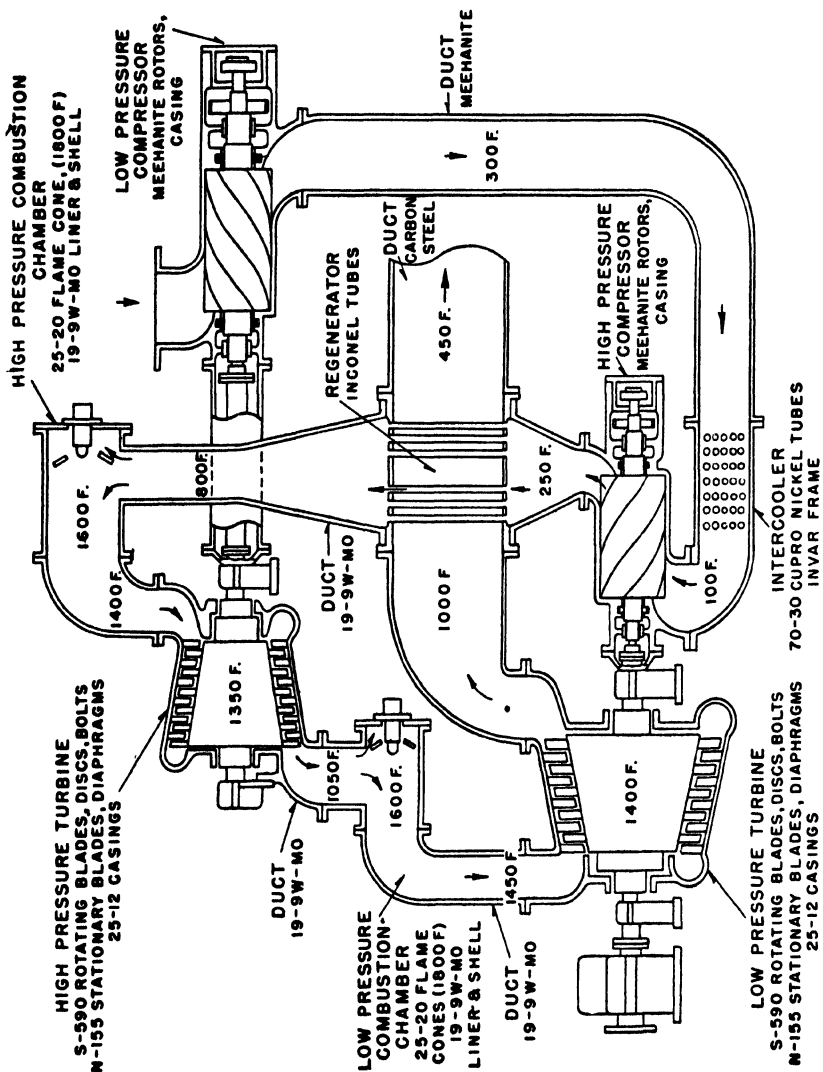 HIGH PRESSURE COMBUSTION
CHAMBER
25-20 FLAME CONE, (1800 F)
19-9W-MO LINER & SHELL
LOW PRESSURE
COMPRESSOR
MEEHANITE ROTORS,
CASING
DUCT
MEEHANITE
300 F.
1600 F.
1400 F.
800 F.
DUCT
19-9W-MO
REGENERATOR
INCONEL TUBES
DUCT
CARBON
STEEL
450 F.
250 F.
1000 F
HIGH PRESSURE
COMPRESSOR
MEEHANITE ROTORS,
CASING
INTERCOOLER
70-30 CUPRO NICKEL TUBES
INVAR FRAME
100 F.
HIGH PRESSURE TURBINE
S-590 ROTATING BLADES, DISCS, BOLTS
N-155 STATIONARY BLADES, DIAPHRAGMS
25-12 CASINGS
1350 F.
1050 F.
DUCT
19-9W-MO
1600 F.
LOW PRESSURE
COMBUSTION
CHAMBER
25-20 FLAME
CONES (1800 F)
19-9W-MO
LINER & SHELL
1450 F
DUCT
19-9W-MO
1400 F.
LOW PRESSURE TURBINE
S-590 ROTATING BLADES, DISCS, BOLTS
N-155 STATIONARY BLADES, DIAPHRAGMS
25-12 CASINGS